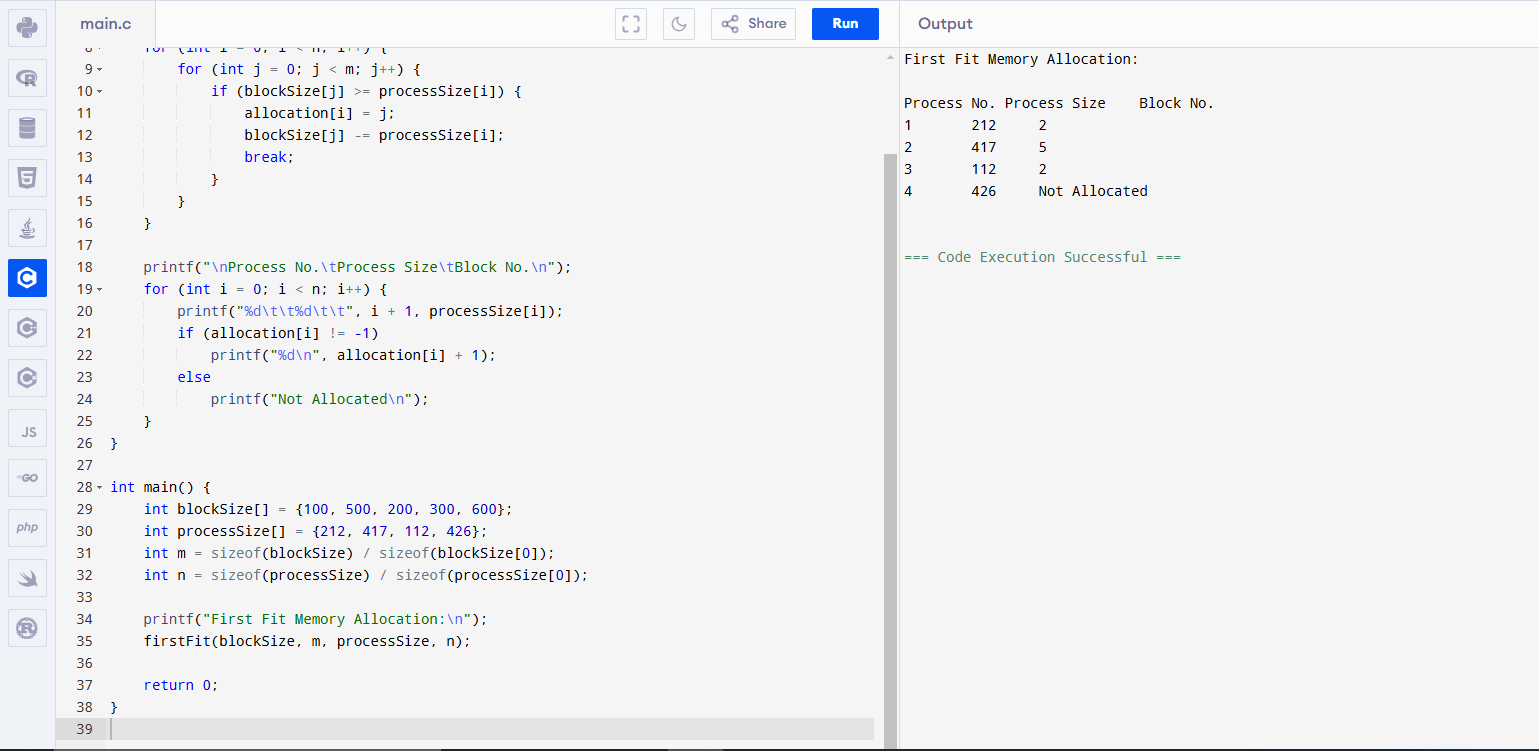 main.c
Share
Run
Output
for (int i = 0; i < n; i++) {
9 for (int j = 0; j < m; j++) {
10 if (blockSize[j] >= processSize[i]) {
11 allocation[i] = j;
12 blockSize[j] -= processSize[i];
13 break;
14 }
15 }
16 }
17
18 printf("\nProcess No.\tProcess Size\tBlock No.\n");
19 for (int i = 0; i < n; i++) {
20 printf("%d\t\t%d\t\t", i + 1, processSize[i]);
21 if (allocation[i] != -1)
22 printf("%d\n", allocation[i] + 1);
23 else
24 printf("Not Allocated\n");
25 }
26 }
27
28 int main() {
29 int blockSize[] = {100, 500, 200, 300, 600};
30 int processSize[] = {212, 417, 112, 426};
31 int m = sizeof(blockSize) / sizeof(blockSize[0]);
32 int n = sizeof(processSize) / sizeof(processSize[0]);
33
34 printf("First Fit Memory Allocation:\n");
35 firstFit(blockSize, m, processSize, n);
36
37 return 0;
38 }
39
First Fit Memory Allocation:
Process No. Process Size Block No.
1 212 2
2 417 5
3 112 2
4 426 Not Allocated
=== Code Execution Successful ===
R
5
C
C
C
JS
GO
php
R